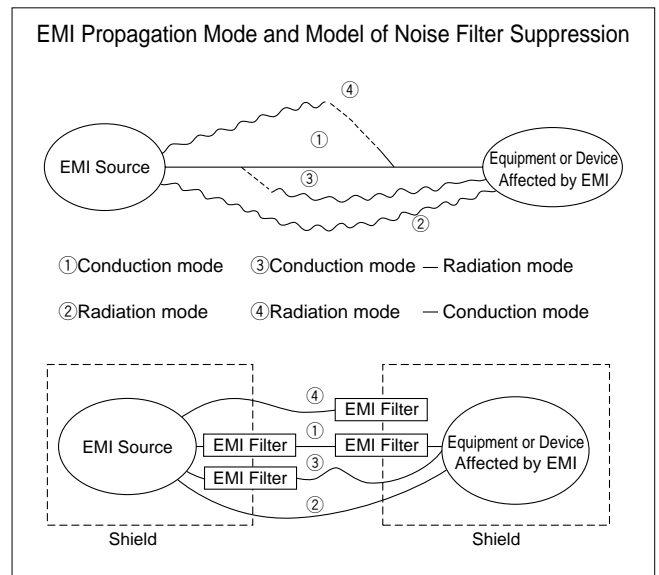 EMI Propagation Mode and Model of Noise Filter Suppression
④
①
EMI Source
Equipment or Device
Affected by EMI
③
②
①Conduction mode ③Conduction mode — Radiation mode
②Radiation mode ④Radiation mode — Conduction mode
④
EMI Filter
①
EMI Source
EMI Filter
EMI Filter
Equipment or Device
Affected by EMI
③
EMI Filter
②
Shield
Shield